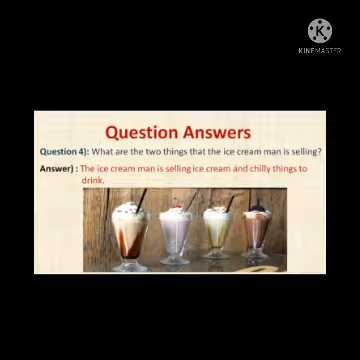 KINEMASTER
Question Answers
Question 4): What are the two things that the ice cream man is selling?
Answer) : The ice cream man is selling ice cream and chilly things to
drink.